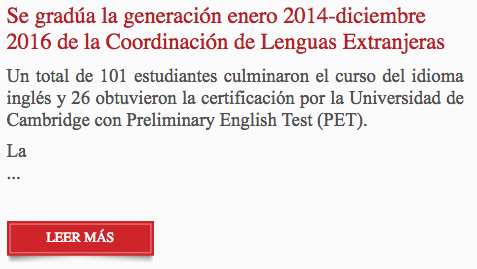 Se gradúa la generación enero 2014-diciembre
2016 de la Coordinación de Lenguas Extranjeras
Un total de 101 estudiantes culminaron el curso del idioma
inglés y 26 obtuvieron la certificación por la Universidad de
Cambridge con Preliminary English Test (PET).
La
...
LEER MÁS